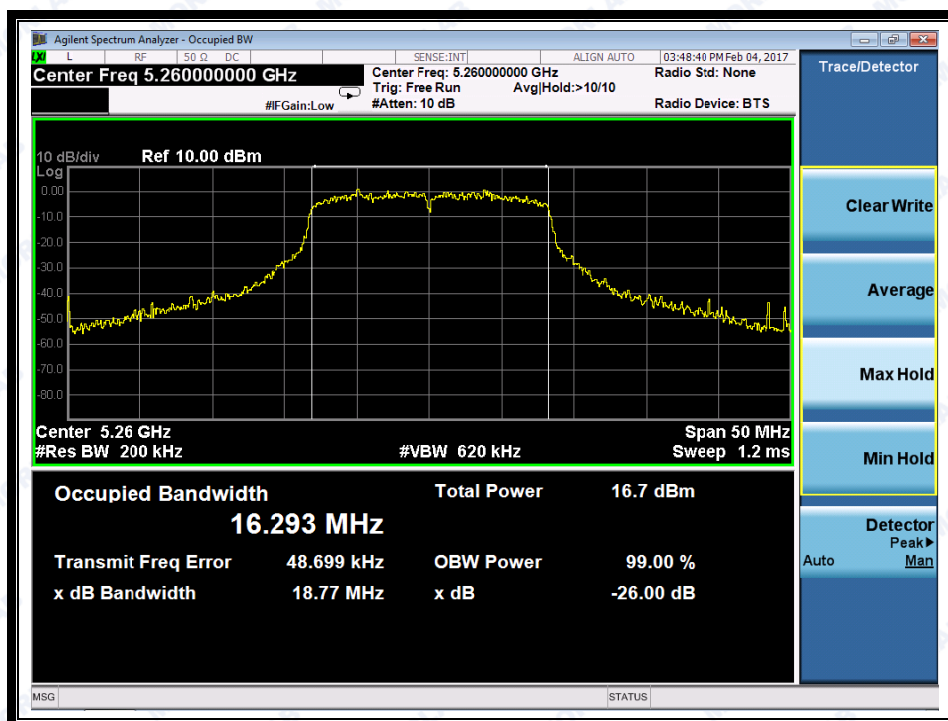 Agilent Spectrum Analyzer - Occupied BW
LXI L RF 50 Ω DC SENSE:INT ALIGN AUTO 03:48:40 PM Feb 04, 2017
Center Freq 5.260000000 GHz
Center Freq: 5.260000000 GHz Radio Std: None
Trig: Free Run Avg|Hold:>10/10
#IFGain:Low #Atten: 10 dB Radio Device: BTS
10 dB/div Ref 10.00 dBm
Log
0.00
-10.0
-20.0
-30.0
-40.0
-50.0
-60.0
-70.0
-80.0
Center 5.26 GHz Span 50 MHz
#Res BW 200 kHz #VBW 620 kHz Sweep 1.2 ms
Occupied Bandwidth Total Power 16.7 dBm
16.293 MHz
Transmit Freq Error 48.699 kHz OBW Power 99.00 %
x dB Bandwidth 18.77 MHz x dB -26.00 dB
MSG STATUS
Trace/Detector
Clear Write
Average
Max Hold
Min Hold
Detector
Peak▶
Auto Man